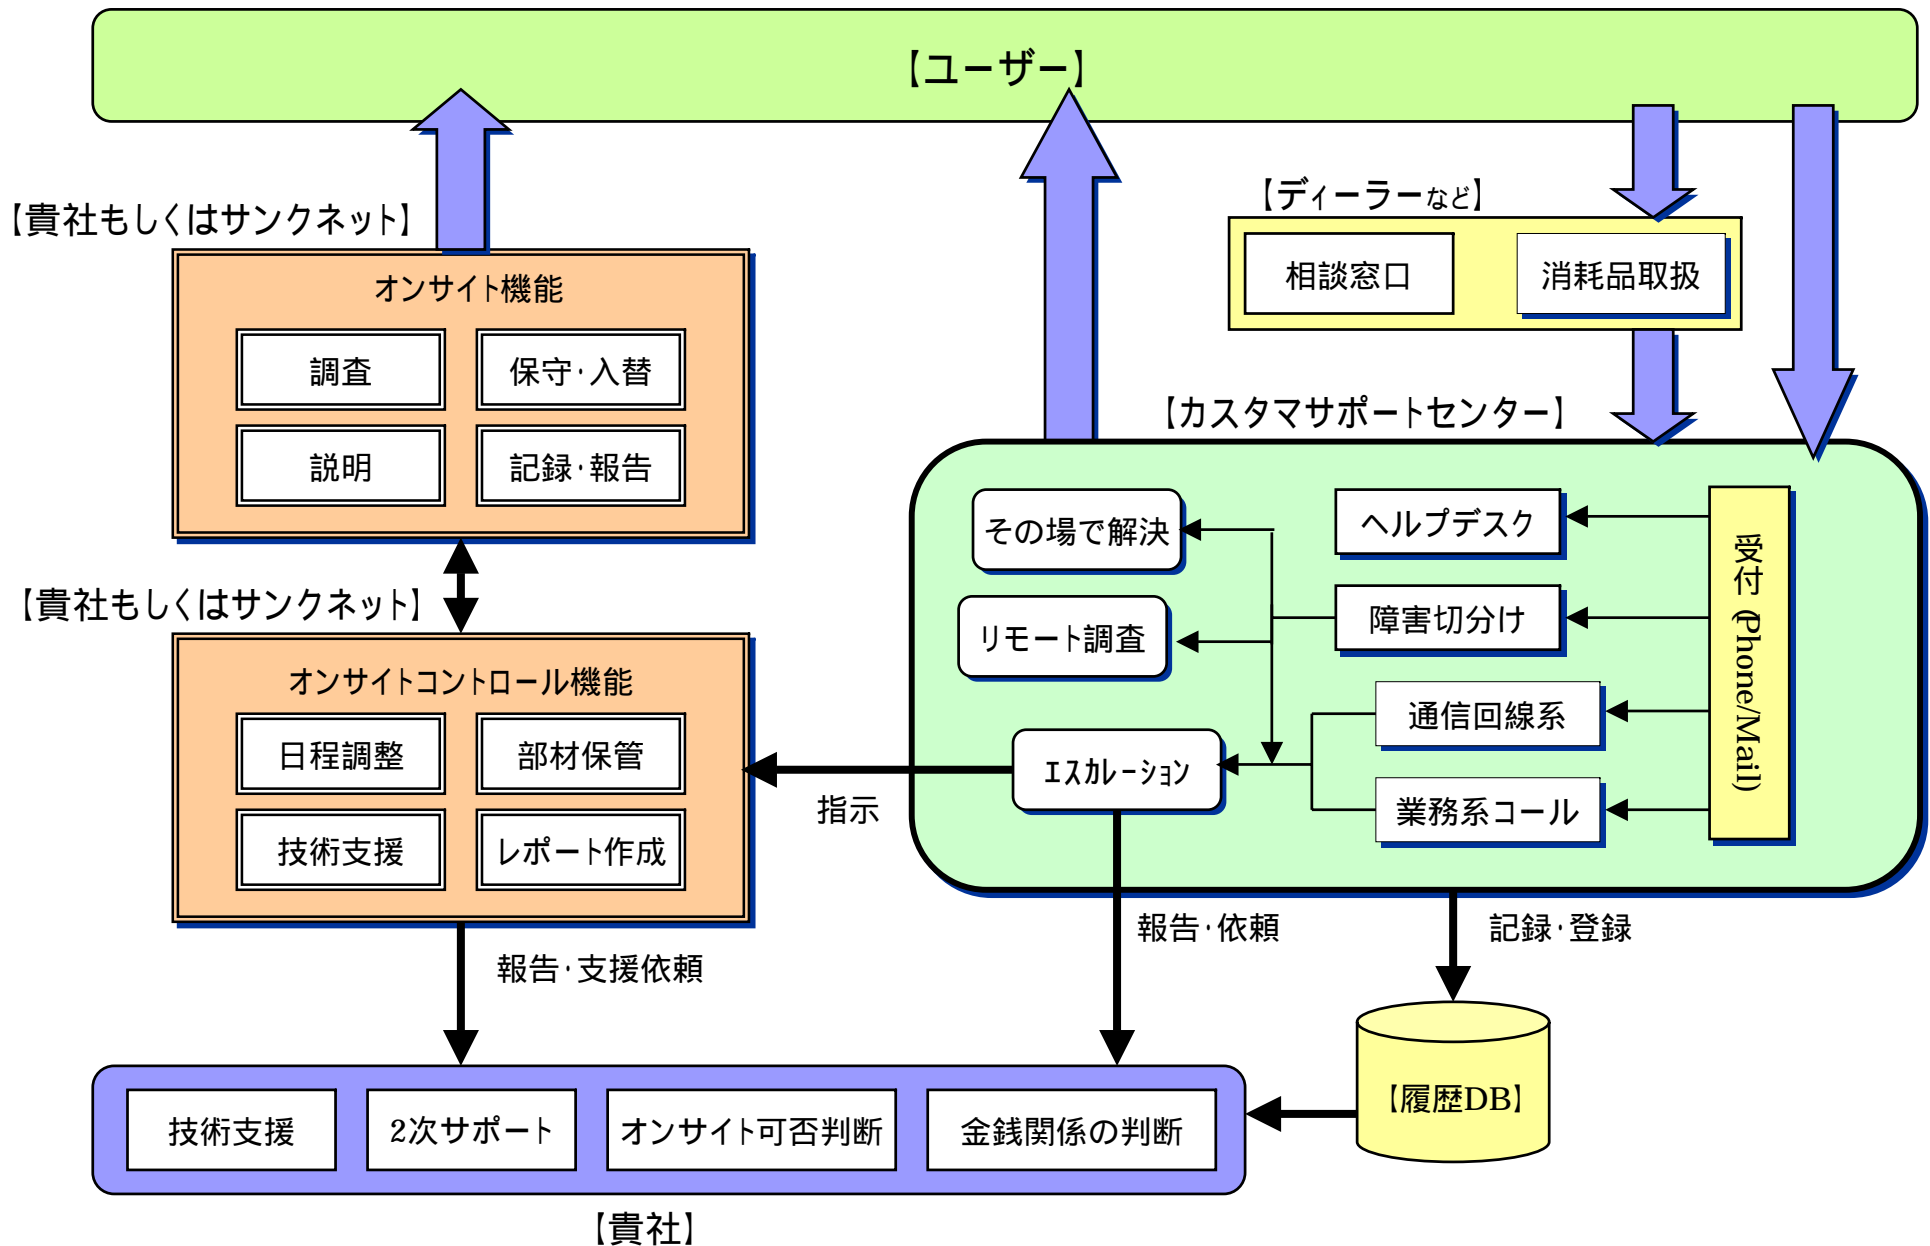 【ユーザー】
【貴社もしくはサンクネット】
オンサイト機能
調査
保守・入替
説明
記録・報告
【ディーラーなど】
相談窓口
消耗品取扱
【カスタマサポートセンター】
その場で解決
ヘルプデスク
受付 (Phone/Mail)
リモート調査
障害切分け
通信回線系
エスカレーション
業務系コール
【貴社もしくはサンクネット】
オンサイトコントロール機能
日程調整
部材保管
技術支援
レポート作成
指示
報告・支援依頼
報告・依頼
記録・登録
【履歴DB】
技術支援
2次サポート
オンサイト可否判断
金銭関係の判断
【貴社】